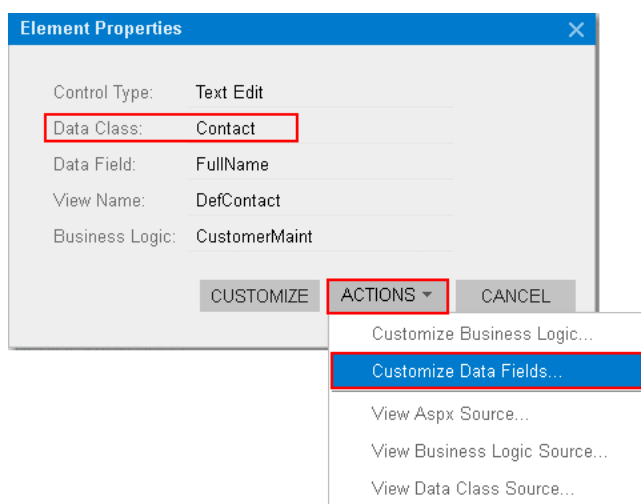 Element Properties
Control Type: Text Edit
Data Class: Contact
Data Field: FullName
View Name: DefContact
Business Logic: CustomerMaint
CUSTOMIZE ACTIONS CANCEL
Customize Business Logic...
Customize Data Fields...
View Aspx Source...
View Business Logic Source...
View Data Class Source...